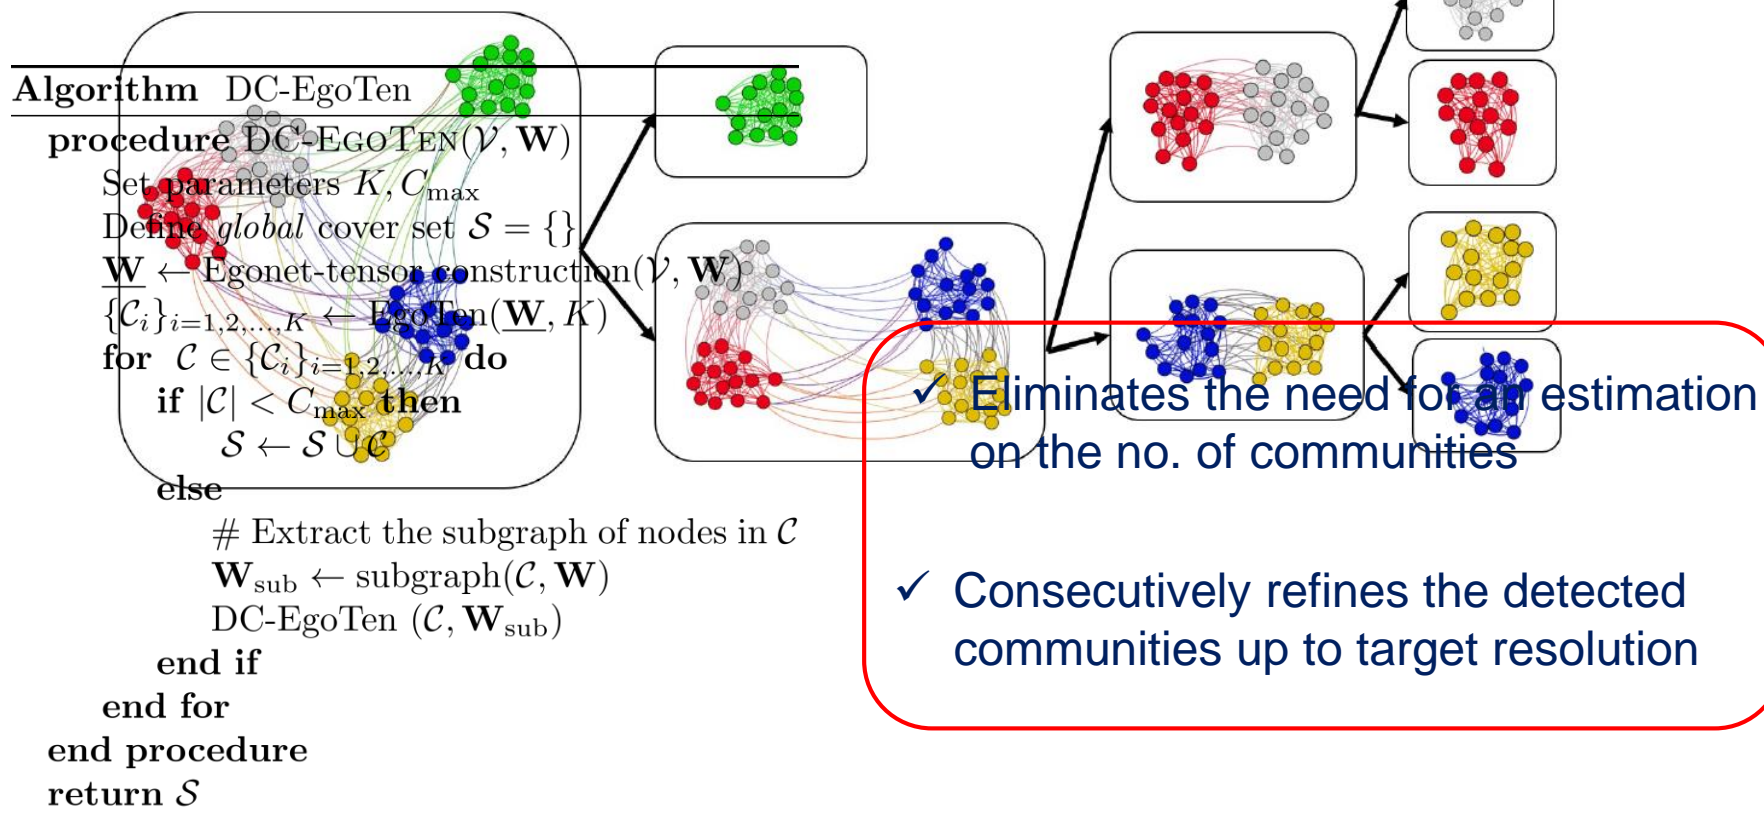 Algorithm DC-EgoTen
procedure DC-EGOTEN(𝒱, W)
Set parameters K, C_max
Define global cover set 𝒮 = {}
W̲ ← Egonet-tensor construction(𝒱, W)
{𝒞_i}_{i=1,2,...,K} ← EgoTen(W̲, K)
for 𝒞 ∈ {𝒞_i}_{i=1,2,...,K} do
if |𝒞| < C_max then
𝒮 ← 𝒮 ∪ 𝒞
else
# Extract the subgraph of nodes in 𝒞
W_sub ← subgraph(𝒞, W)
DC-EgoTen (𝒞, W_sub)
end if
end for
end procedure
return 𝒮
✓ Eliminates the need for an estimation
on the no. of communities
✓ Consecutively refines the detected
communities up to target resolution